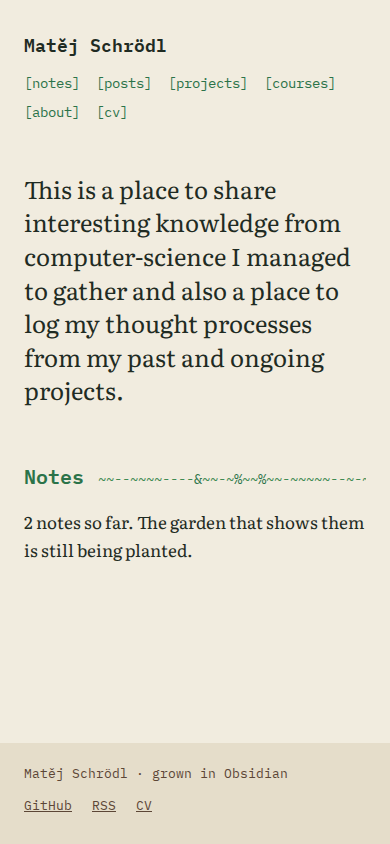 Matěj Schrödl
[notes] [posts] [projects] [courses]
[about] [cv]
This is a place to share
interesting knowledge from
computer-science I managed
to gather and also a place to
log my thought processes
from my past and ongoing
projects.
Notes ~~--~~~~----&~~-~%~~%~~-~~~~~--~-~
2 notes so far. The garden that shows them
is still being planted.
Matěj Schrödl · grown in Obsidian
GitHub RSS CV